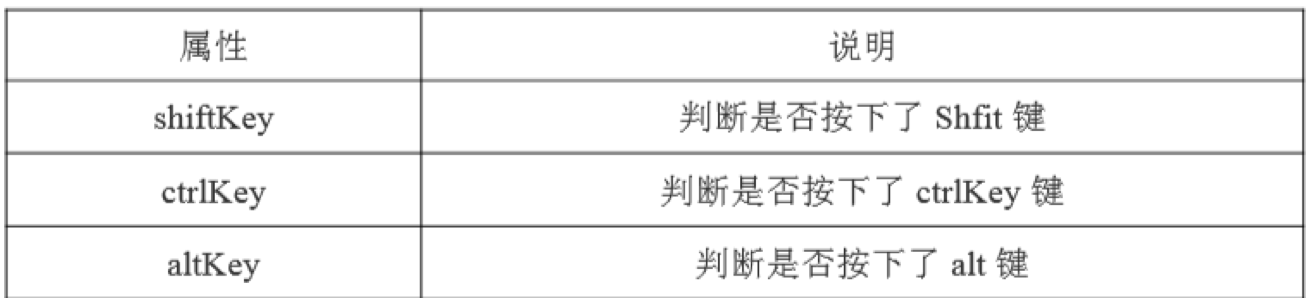 属性 说明
shiftKey 判断是否按下了 Shfit 键
ctrlKey 判断是否按下了 ctrlKey 键
altKey 判断是否按下了 alt 键